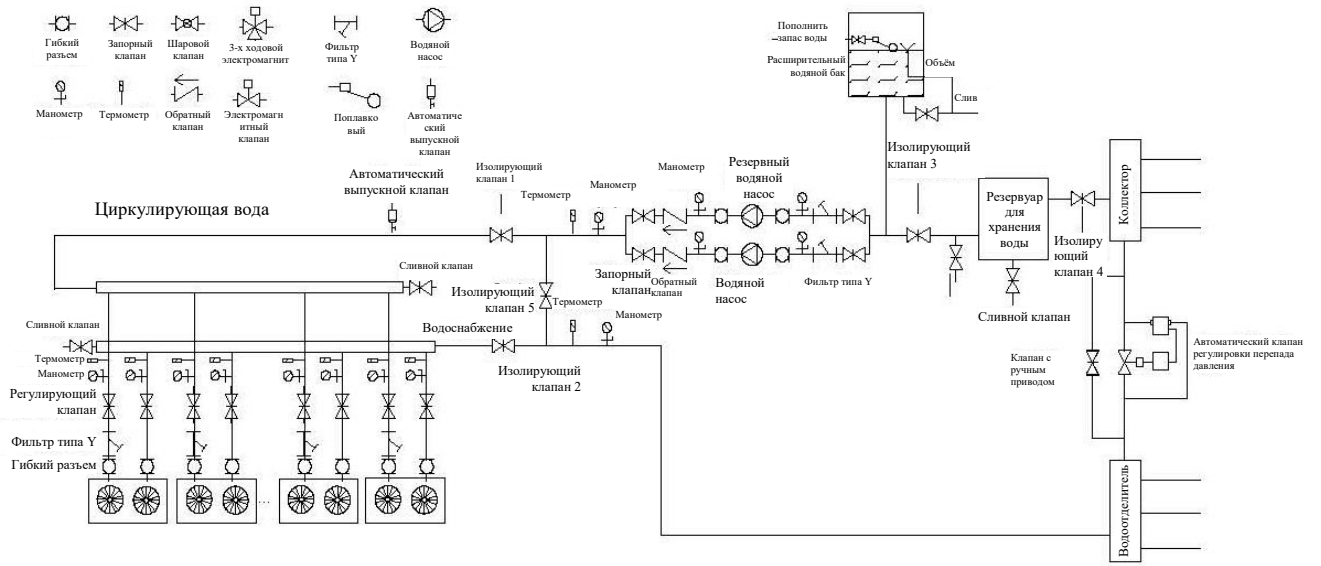 Гибкий
разъем
Запорный
клапан
Шаровой
клапан
3-х ходовой
электромагнит
Фильтр
типа Y
Водяной
насос
Манометр
Термометр
Обратный
клапан
Электромагн
итный
клапан
Поплавко
вый
Автоматиче
ский
выпускной
клапан
Пополнить
запас воды
Расширительный
водяной бак
Объём
Слив
Автоматический
выпускной клапан
Изолирующий
клапан 1
Термометр
Манометр
Манометр
Резервный
водяной
насос
Изолирующий
клапан 3
Резервуар
для
хранения
воды
Коллектор
Изолиру
ющий
клапан 4
Циркулирующая вода
Сливной клапан
Изолирующий
клапан 5
Запорный
клапан
Обратный
клапан
Водяной
насос
Фильтр типа Y
Сливной клапан
Термометр
Манометр
Водоснабжение
Сливной клапан
Изолирующий
клапан 2
Термометр
Манометр
Регулирующий
клапан
Фильтр типа Y
Гибкий разъем
...
Клапан с
ручным
приводом
Автоматический клапан
регулировки перепада
давления
Водоотделитель